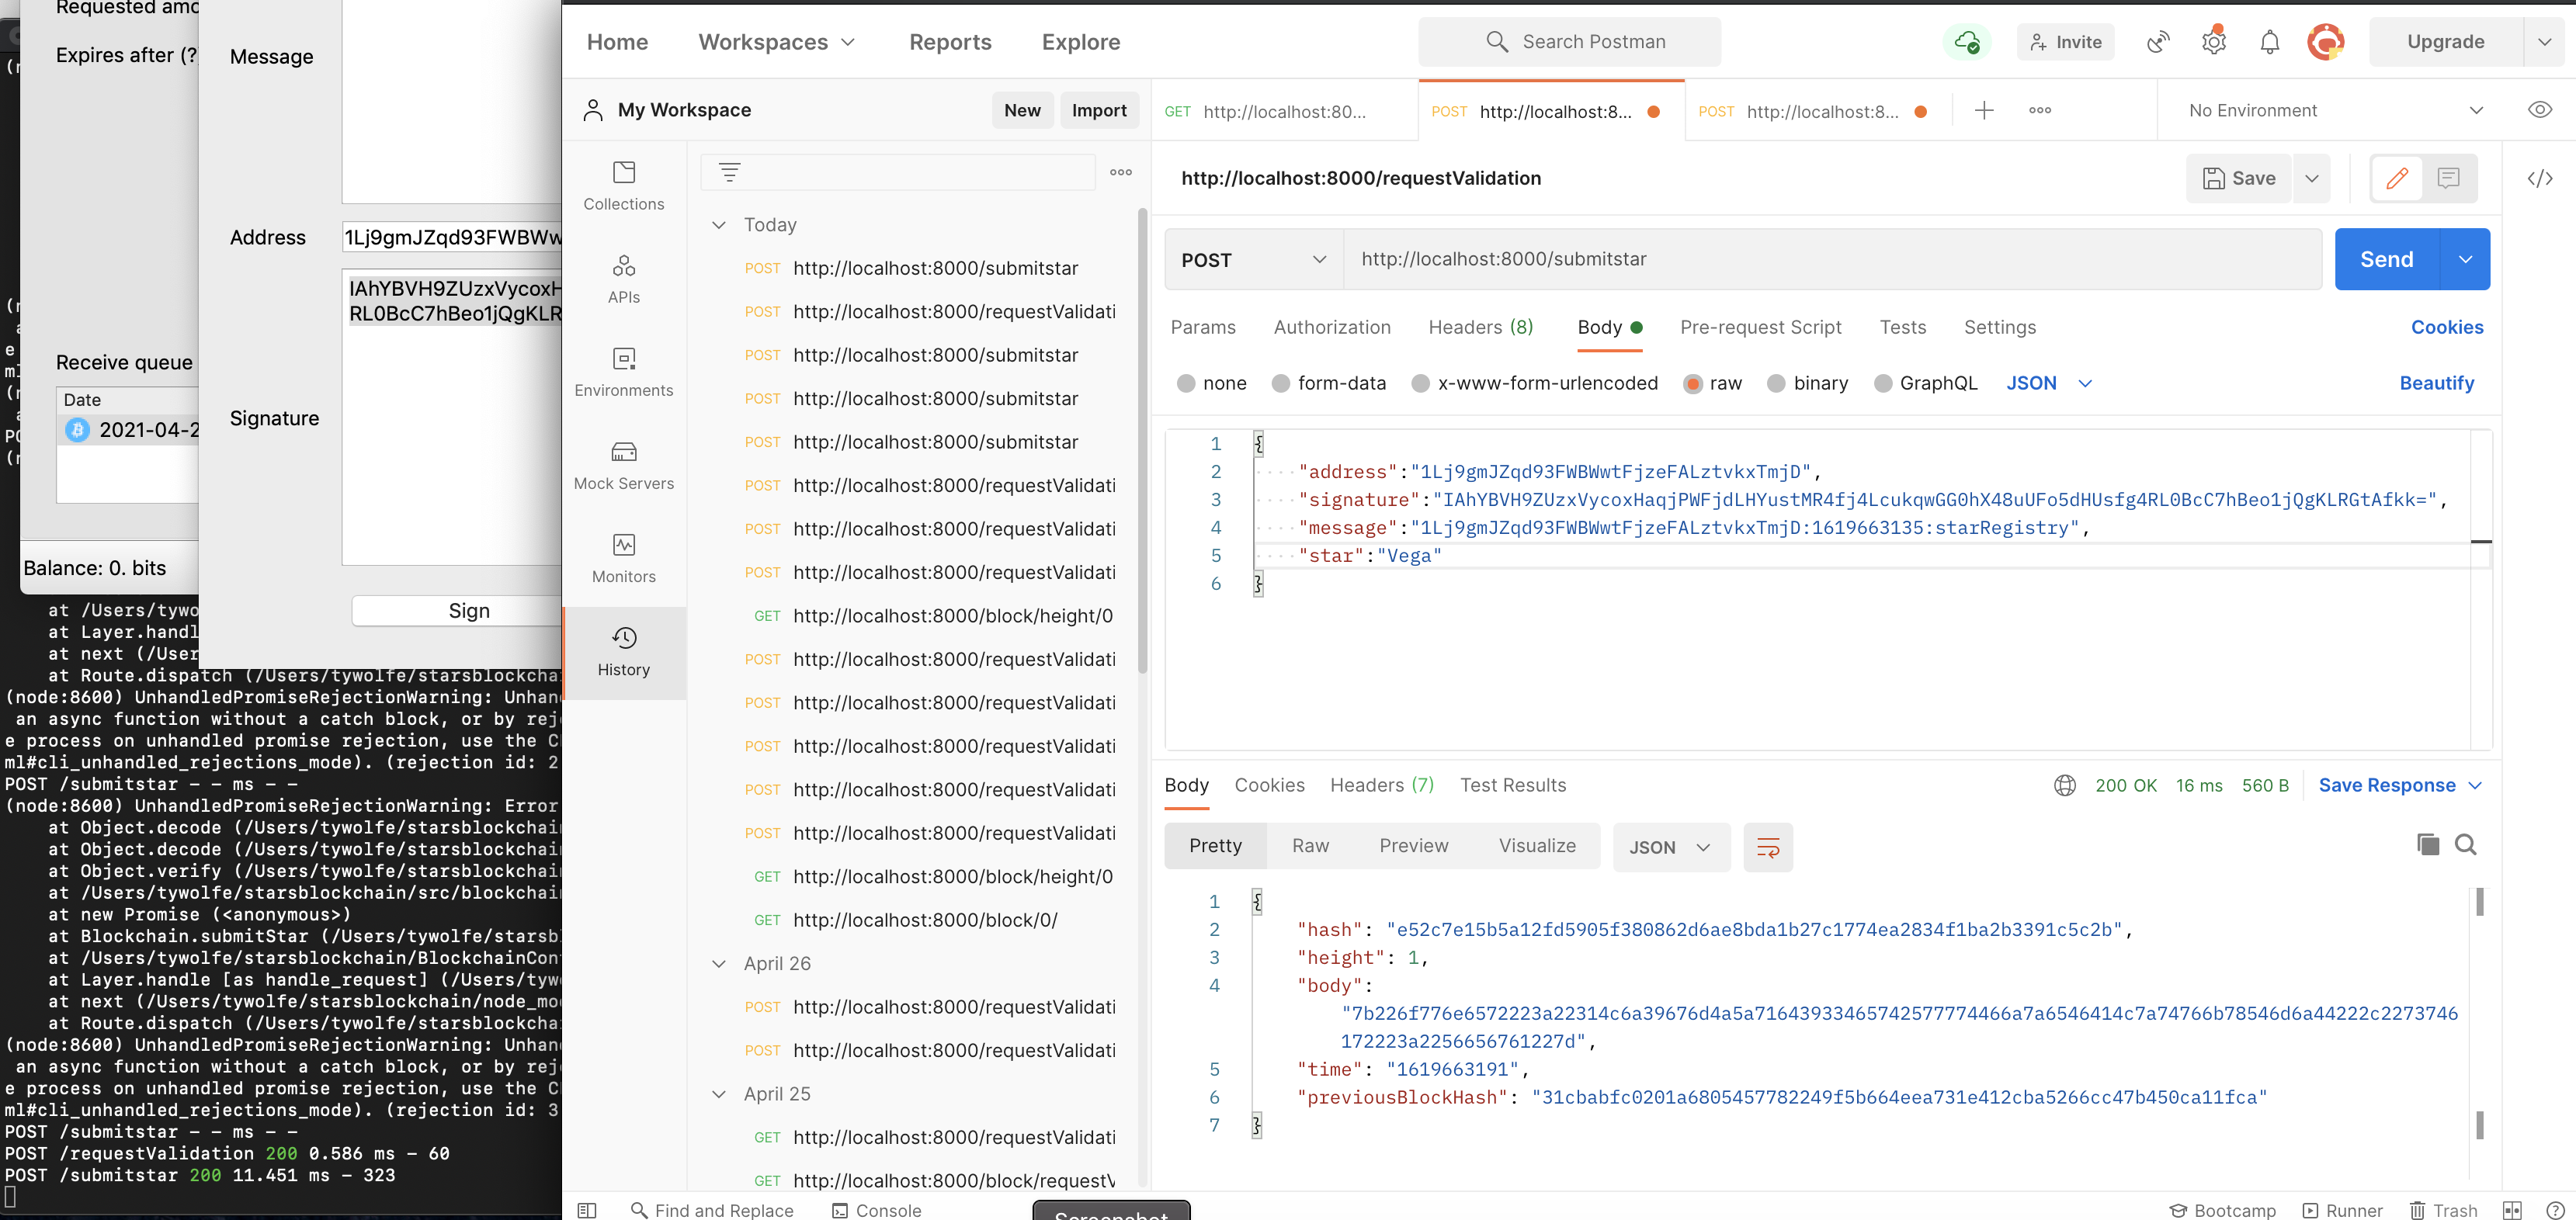 Requested amo
Expires after (?)
Receive queue
Date
2021-04-2
Balance: 0. bits
Message
Address
1Lj9gmJZqd93FWBWw
Signature
IAhYBVH9ZUzxVycoxH
RL0BcC7hBeo1jQgKLR
Sign
at /Users/tywo
at Layer.handl
at next (/User
at Route.dispatch (/Users/tywolfe/starsblockcha
(node:8600) UnhandledPromiseRejectionWarning: Unhan
an async function without a catch block, or by rej
e process on unhandled promise rejection, use the C
ml#cli_unhandled_rejections_mode). (rejection id: 2
POST /submitstar - - ms - -
(node:8600) UnhandledPromiseRejectionWarning: Error
at Object.decode (/Users/tywolfe/starsblockchain
at Object.decode (/Users/tywolfe/starsblockchain
at Object.verify (/Users/tywolfe/starsblockchain
at /Users/tywolfe/starsblockchain/src/blockchain
at new Promise (<anonymous>)
at Blockchain.submitStar (/Users/tywolfe/starsbl
at /Users/tywolfe/starsblockchain/BlockchainCon
at Layer.handle [as handle_request] (/Users/tyw
at next (/Users/tywolfe/starsblockchain/node_mo
at Route.dispatch (/Users/tywolfe/starsblockcha
(node:8600) UnhandledPromiseRejectionWarning: Unhan
an async function without a catch block, or by rej
e process on unhandled promise rejection, use the C
ml#cli_unhandled_rejections_mode). (rejection id: 3
POST /submitstar - - ms - -
POST /requestValidation 200 0.586 ms - 60
POST /submitstar 200 11.451 ms - 323
Home Workspaces Reports Explore Search Postman Invite Upgrade
My Workspace New Import
Collections
APIs
Environments
Mock Servers
Monitors
History
Today
POST http://localhost:8000/submitstar
POST http://localhost:8000/requestValidati
POST http://localhost:8000/submitstar
POST http://localhost:8000/submitstar
POST http://localhost:8000/submitstar
POST http://localhost:8000/requestValidati
POST http://localhost:8000/requestValidati
POST http://localhost:8000/requestValidati
GET http://localhost:8000/block/height/0
POST http://localhost:8000/requestValidati
POST http://localhost:8000/requestValidati
POST http://localhost:8000/requestValidati
POST http://localhost:8000/requestValidati
POST http://localhost:8000/requestValidati
GET http://localhost:8000/block/height/0
GET http://localhost:8000/block/0/
April 26
POST http://localhost:8000/requestValidati
POST http://localhost:8000/requestValidati
April 25
GET http://localhost:8000/requestValidati
GET http://localhost:8000/block/requestV
GET http://localhost:80... POST http://localhost:8... POST http://localhost:8... No Environment
http://localhost:8000/requestValidation Save
POST http://localhost:8000/submitstar Send
Params Authorization Headers (8) Body Pre-request Script Tests Settings Cookies
none form-data x-www-form-urlencoded raw binary GraphQL JSON Beautify
1 {
2 "address":"1Lj9gmJZqd93FWBWwtFjzeFALztvkxTmjD",
3 "signature":"IAhYBVH9ZUzxVycoxHaqjPWFjdLHYustMR4fj4LcukqwGG0hX48uUFo5dHUsfg4RL0BcC7hBeo1jQgKLRGtAfkk=",
4 "message":"1Lj9gmJZqd93FWBWwtFjzeFALztvkxTmjD:1619663135:starRegistry",
5 "star":"Vega"
6 }
Body Cookies Headers (7) Test Results 200 OK 16 ms 560 B Save Response
Pretty Raw Preview Visualize JSON
1 {
2 "hash": "e52c7e15b5a12fd5905f380862d6ae8bda1b27c1774ea2834f1ba2b3391c5c2b",
3 "height": 1,
4 "body":
"7b226f776e6572223a22314c6a39676d4a5a7164393346574257774466a7a6546414c7a74766b78546d6a44222c2273746
172223a2256656761227d",
5 "time": "1619663191",
6 "previousBlockHash": "31cbabfc0201a6805457782249f5b664eea731e412cba5266cc47b450ca11fca"
7 }
Find and Replace Console Screenshot Bootcamp Runner Trash